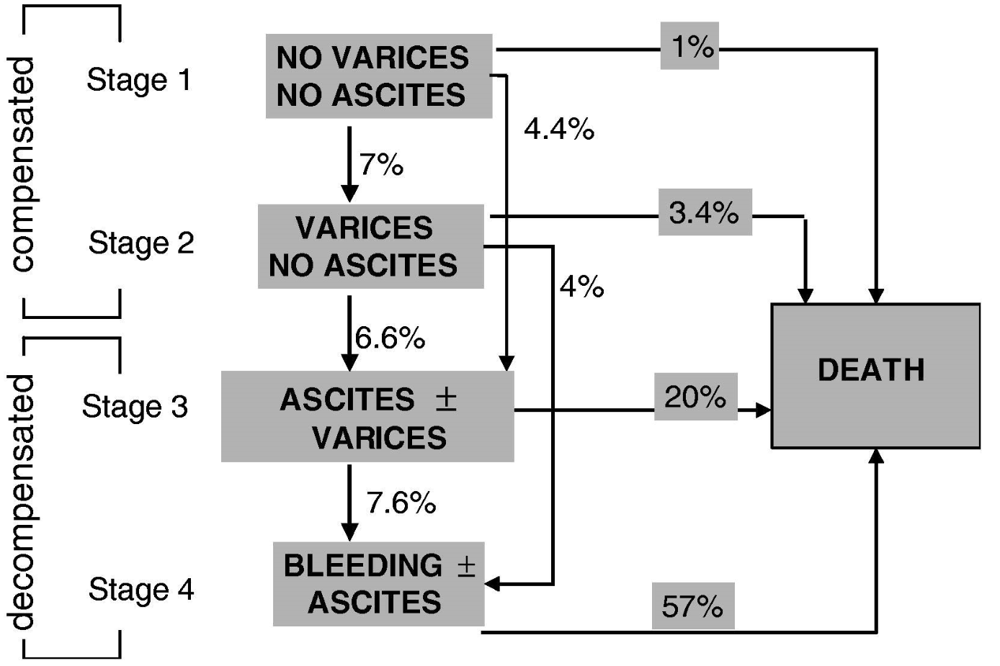 compensated
Stage 1
NO VARICES
NO ASCITES
1%
4.4%
7%
Stage 2
VARICES
NO ASCITES
3.4%
4%
6.6%
decompensated
Stage 3
ASCITES ±
VARICES
20%
DEATH
7.6%
Stage 4
BLEEDING ±
ASCITES
57%